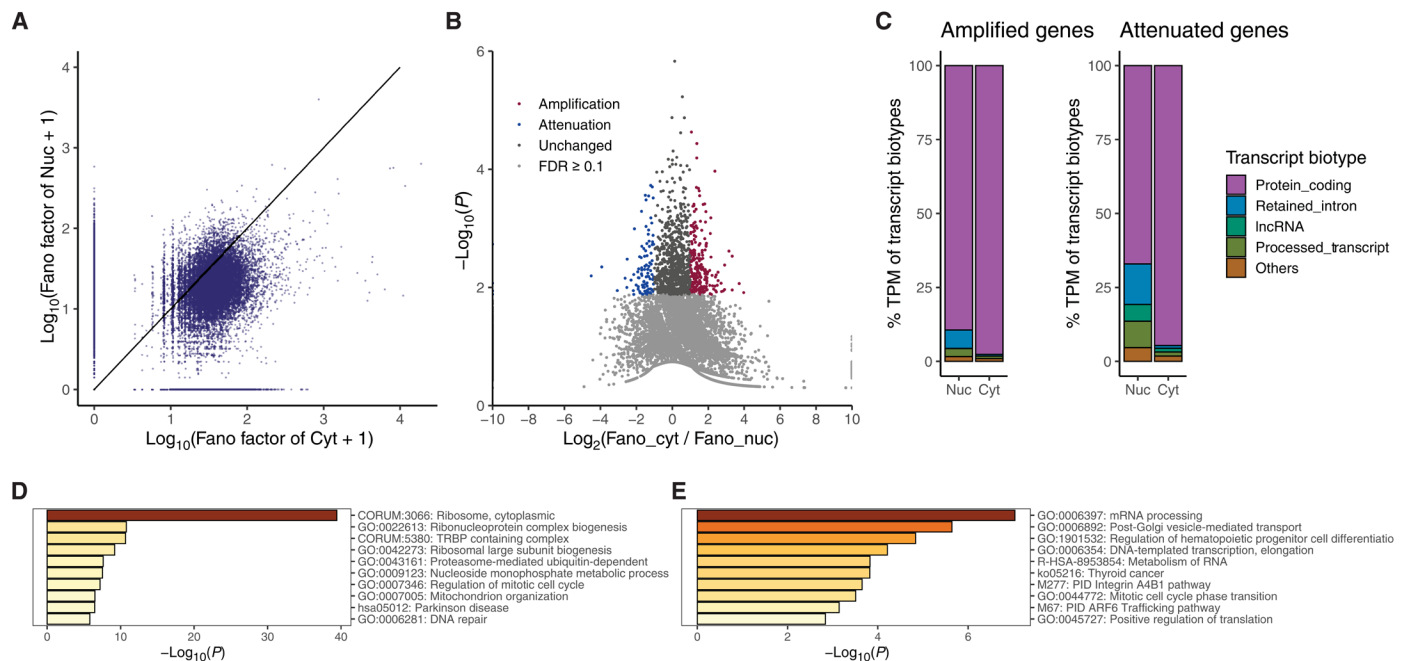 A
Log10(Fano factor of Nuc + 1)
4
3
2
1
0
0 1 2 3 4
Log10(Fano factor of Cyt + 1)
B
−Log10(P)
6
4
2
0
Amplification
Attenuation
Unchanged
FDR ≥ 0.1
−10 −8 −6 −4 −2 0 2 4 6 8 10
Log2(Fano_cyt / Fano_nuc)
C
Amplified genes
% TPM of transcript biotypes
100
75
50
25
0
Nuc Cyt
Attenuated genes
% TPM of transcript biotypes
100
75
50
25
0
Nuc Cyt
Transcript biotype
Protein_coding
Retained_intron
lncRNA
Processed_transcript
Others
D
CORUM:3066: Ribosome, cytoplasmic
GO:0022613: Ribonucleoprotein complex biogenesis
CORUM:5380: TRBP containing complex
GO:0042273: Ribosomal large subunit biogenesis
GO:0043161: Proteasome-mediated ubiquitin-dependent
GO:0009123: Nucleoside monophosphate metabolic process
GO:0007346: Regulation of mitotic cell cycle
GO:0007005: Mitochondrion organization
hsa05012: Parkinson disease
GO:0006281: DNA repair
0 10 20 30 40
−Log10(P)
E
GO:0006397: mRNA processing
GO:0006892: Post-Golgi vesicle-mediated transport
GO:1901532: Regulation of hematopoietic progenitor cell differentiatio
GO:0006354: DNA-templated transcription, elongation
R-HSA-8953854: Metabolism of RNA
ko05216: Thyroid cancer
M277: PID Integrin A4B1 pathway
GO:0044772: Mitotic cell cycle phase transition
M67: PID ARF6 Trafficking pathway
GO:0045727: Positive regulation of translation
0 2 4 6
−Log10(P)